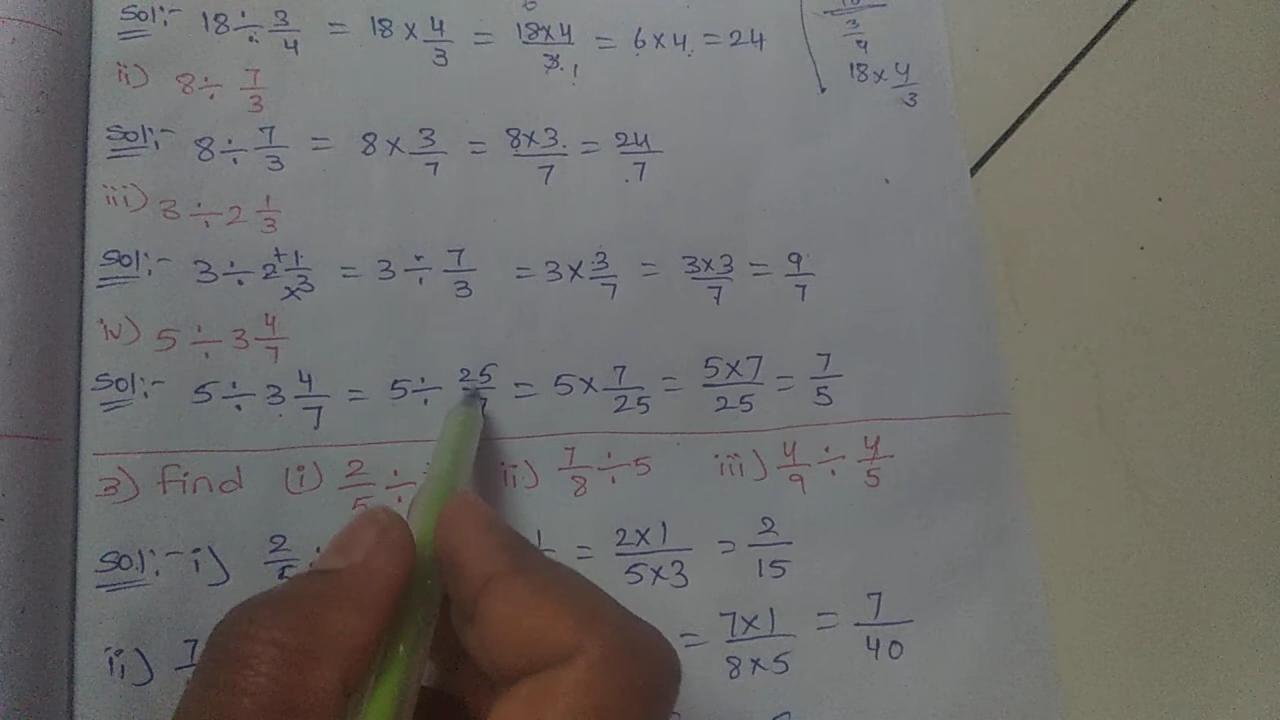 Sol:- 18 ÷ 3/4 = 18 × 4/3 = 18×4/3 = 6×4 = 24
3/4
18 × 4/3
ii) 8 ÷ 7/3
Sol:- 8 ÷ 7/3 = 8 × 3/7 = 8×3/7 = 24/7
iii) 3 ÷ 2 1/3
Sol:- 3 ÷ 2 1/3 = 3 ÷ 7/3 = 3 × 3/7 = 3×3/7 = 9/7
iv) 5 ÷ 3 4/7
Sol:- 5 ÷ 3 4/7 = 5 ÷ 25/7 = 5 × 7/25 = 5×7/25 = 7/5
3) Find (i) 2/5 ÷ ii) 7/8 ÷ 5 iii) 4/9 ÷ 4/5
Sol:- i) 2/5 ÷ = 2×1/5×3 = 2/15
ii) 7 = 7×1/8×5 = 7/40